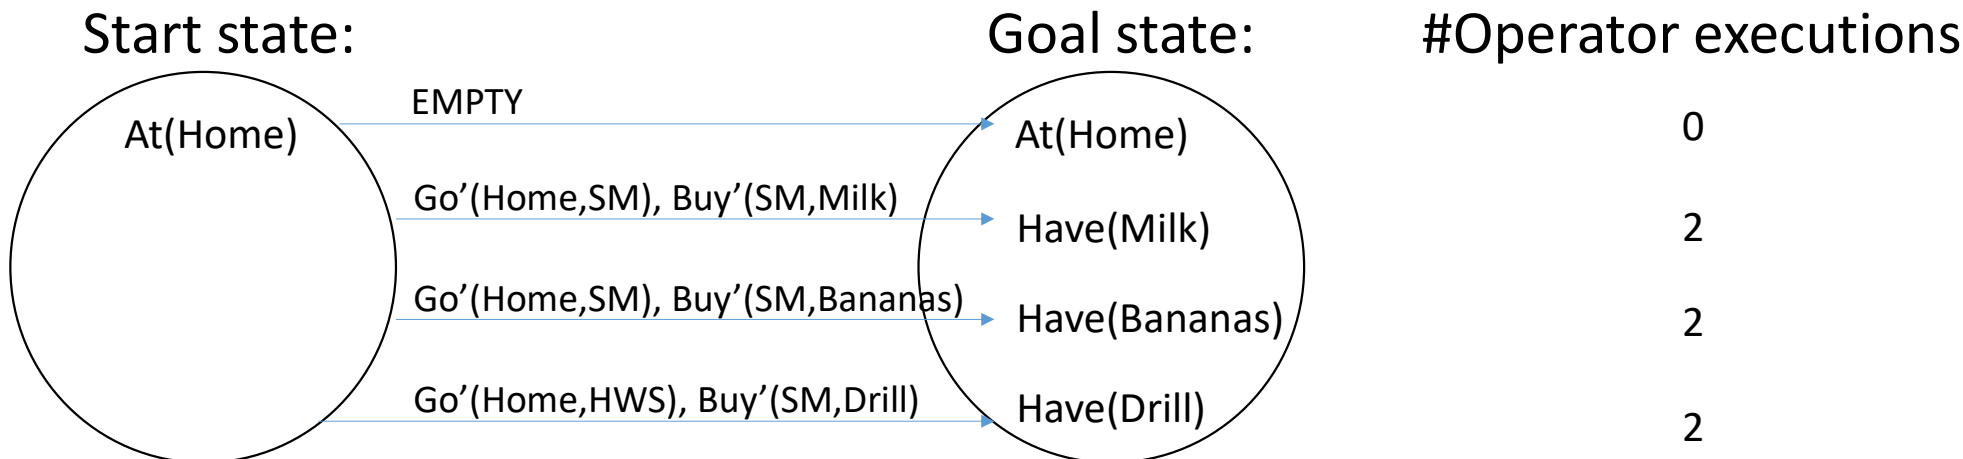 Start state: Goal state: #Operator executions
EMPTY
At(Home) At(Home) 0
Go’(Home,SM), Buy’(SM,Milk)
Have(Milk) 2
Go’(Home,SM), Buy’(SM,Bananas)
Have(Bananas) 2
Go’(Home,HWS), Buy’(SM,Drill)
Have(Drill) 2